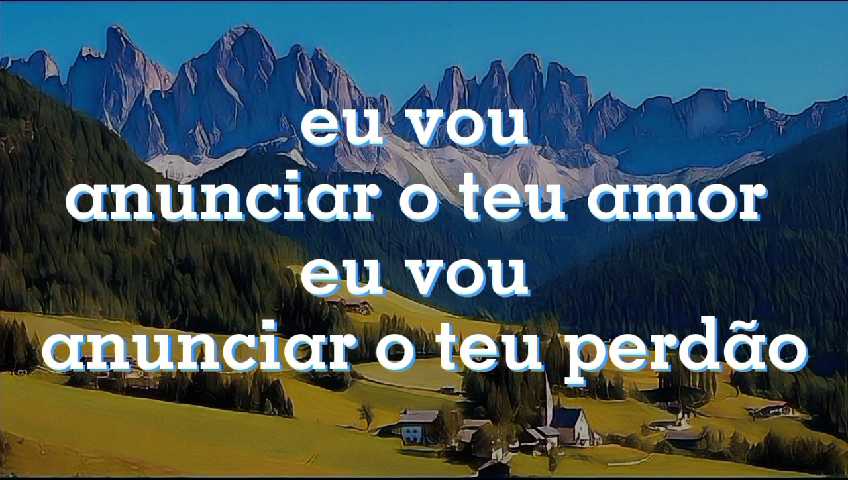 eu vou
anunciar o teu amor
eu vou
anunciar o teu perdão